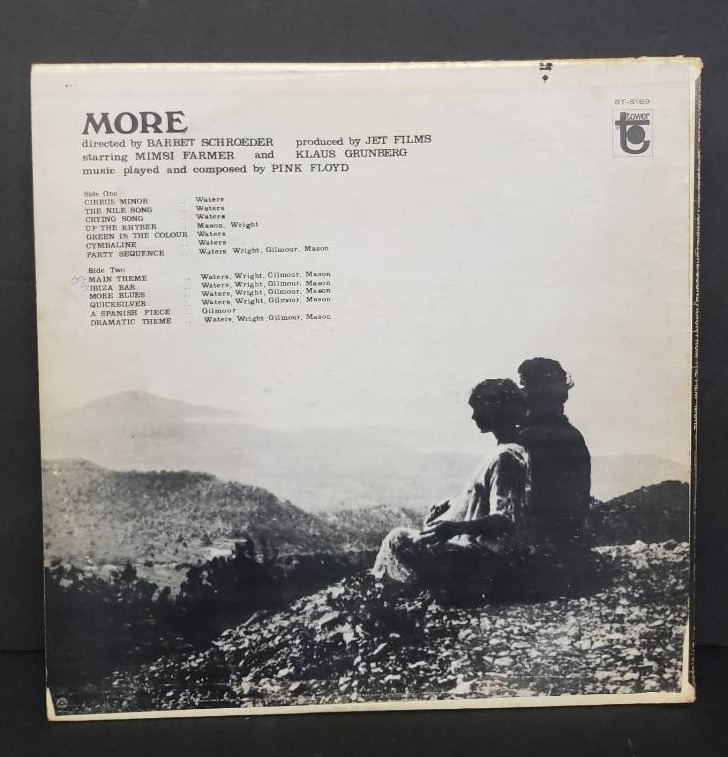 ST-5169
tower
MORE
directed by BARBET SCHROEDER produced by JET FILMS
starring MIMSI FARMER and KLAUS GRUNBERG
music played and composed by PINK FLOYD
Side One
CIRRUS MINOR .. Waters
THE NILE SONG .. Waters
CRYING SONG .. Waters
UP THE KHYBER .. Mason, Wright
GREEN IS THE COLOUR Waters
CYMBALINE .. Waters
PARTY SEQUENCE .. Waters Wright, Gilmour, Mason
Side Two
MAIN THEME .. Waters, Wright, Gilmour, Mason
IBIZA BAR .. Waters, Wright, Gilmour, Mason
MORE BLUES .. Waters, Wright, Gilmour, Mason
QUICKSILVER .. Waters, Wright, Gilmour, Mason
A SPANISH PIECE .. Gilmour
DRAMATIC THEME .. Waters, Wright, Gilmour, Mason